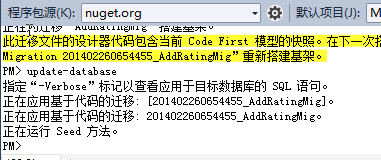 程序包源(K): nuget.org 默认项目(J): M
正在的迁移 "AddRatingMig" 搭建基架。
此迁移文件的设计器代码包含当前 Code First 模型的快照。在下一次搭
Migration 201402260654455_AddRatingMig”重新搭建基架。
PM> update-database
指定“-Verbose”标记以查看应用于目标数据库的 SQL 语句。
正在应用基于代码的迁移: [201402260654455_AddRatingMig]。
正在应用基于代码的迁移: 201402260654455_AddRatingMig。
正在运行 Seed 方法。
PM>